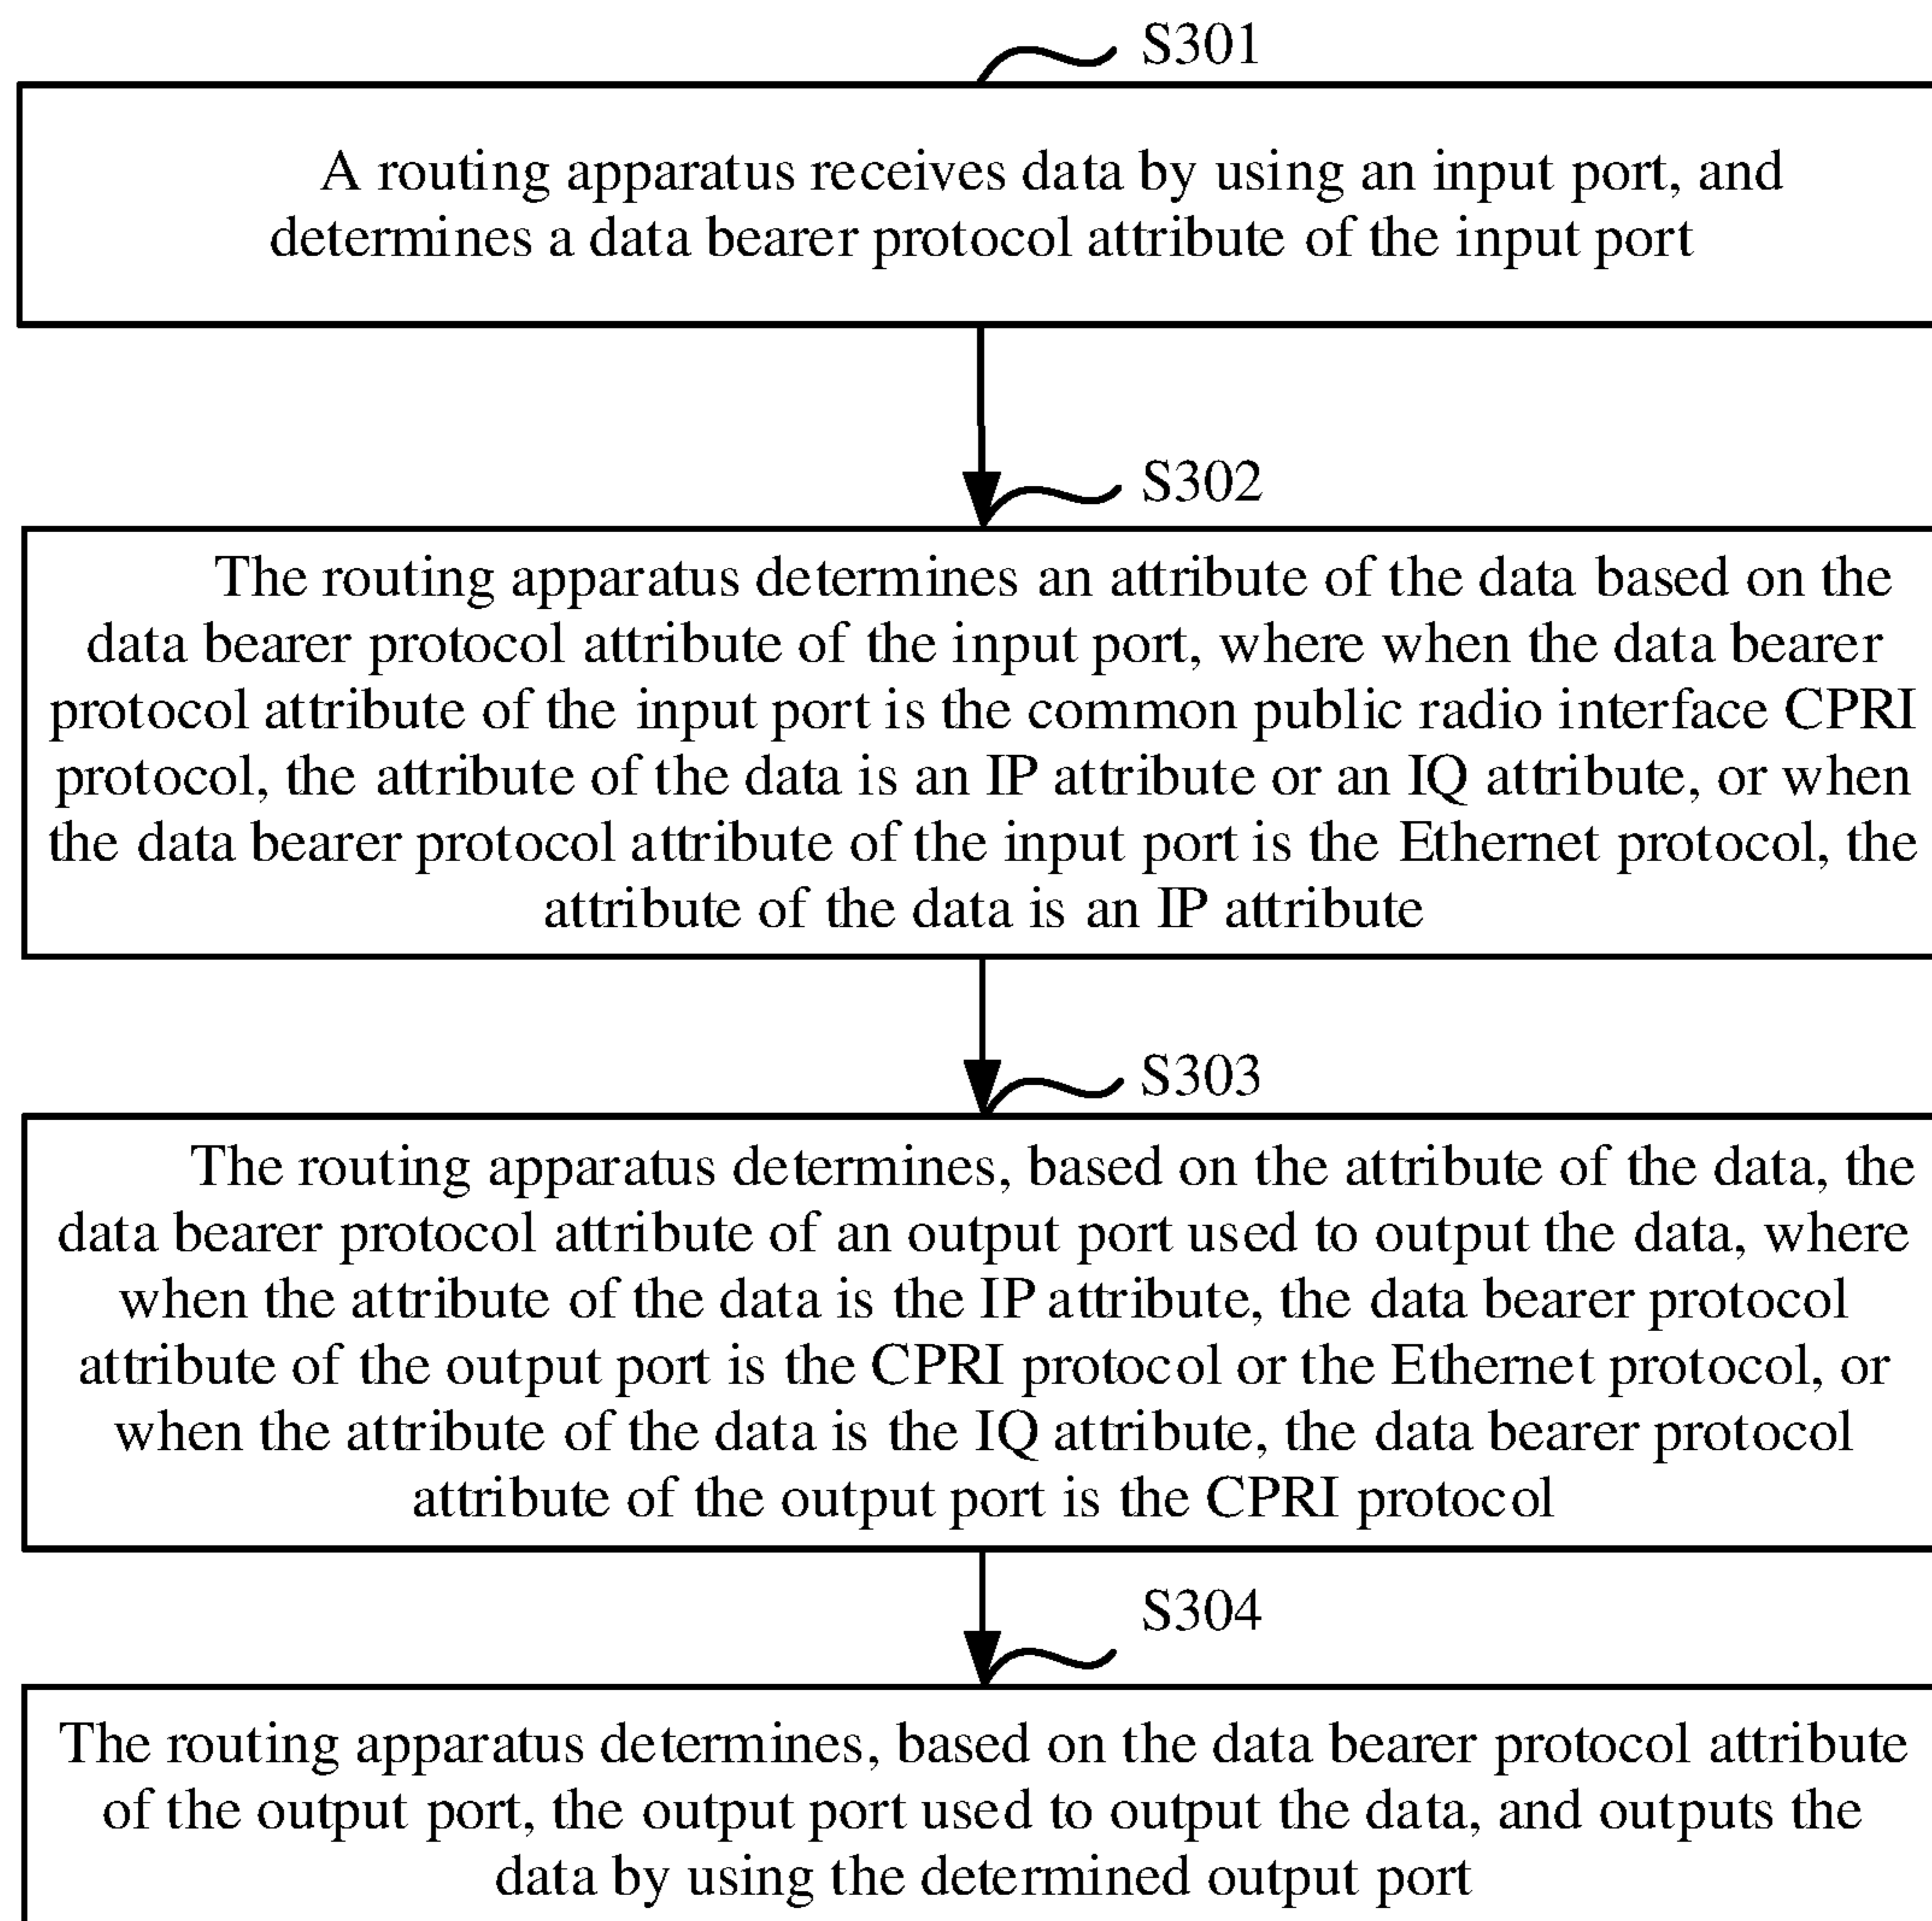 S301
A routing apparatus receives data by using an input port, and
determines a data bearer protocol attribute of the input port
S302
The routing apparatus determines an attribute of the data based on the
data bearer protocol attribute of the input port, where when the data bearer
protocol attribute of the input port is the common public radio interface CPRI
protocol, the attribute of the data is an IP attribute or an IQ attribute, or when
the data bearer protocol attribute of the input port is the Ethernet protocol, the
attribute of the data is an IP attribute
S303
The routing apparatus determines, based on the attribute of the data, the
data bearer protocol attribute of an output port used to output the data, where
when the attribute of the data is the IP attribute, the data bearer protocol
attribute of the output port is the CPRI protocol or the Ethernet protocol, or
when the attribute of the data is the IQ attribute, the data bearer protocol
attribute of the output port is the CPRI protocol
S304
The routing apparatus determines, based on the data bearer protocol attribute
of the output port, the output port used to output the data, and outputs the
data by using the determined output port